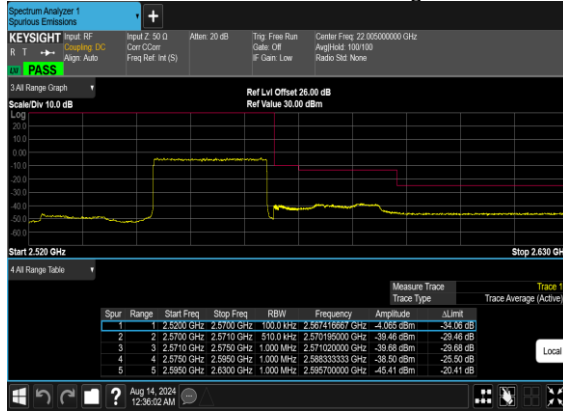 Spectrum Analyzer 1
Spurious Emissions
KEYSIGHT Input: RF Input Z: 50 Ω Atten: 20 dB Trig: Free Run Center Freq: 22.005000000 GHz
R T Coupling: DC Corr CCorr Gate: Off Avg|Hold: 100/100
Align: Auto Freq Ref: Int (S) IF Gain: Low Radio Std: None
PASS
3 All Range Graph Ref Lvl Offset 26.00 dB
Scale/Div 10.0 dB Ref Value 30.00 dBm
Log
20.0
10.0
0.00
-10.0
-20.0
-30.0
-40.0
-50.0
-60.0
Start 2.520 GHz Stop 2.630 GH
4 All Range Table
Measure Trace Trace 1
Trace Type Trace Average (Active)
Spur Range Start Freq Stop Freq RBW Frequency Amplitude ΔLimit
1 1 2.5200 GHz 2.5700 GHz 100.0 kHz 2.567416667 GHz -4.065 dBm -34.06 dB
2 2 2.5700 GHz 2.5710 GHz 510.0 kHz 2.570195000 GHz -39.46 dBm -29.46 dB
3 3 2.5710 GHz 2.5750 GHz 1.000 MHz 2.571020000 GHz -39.68 dBm -29.68 dB
4 4 2.5750 GHz 2.5950 GHz 1.000 MHz 2.588333333 GHz -38.50 dBm -25.50 dB
5 5 2.5950 GHz 2.6300 GHz 1.000 MHz 2.595700000 GHz -45.41 dBm -20.41 dB
Local
Aug 14, 2024
12:36:02 AM